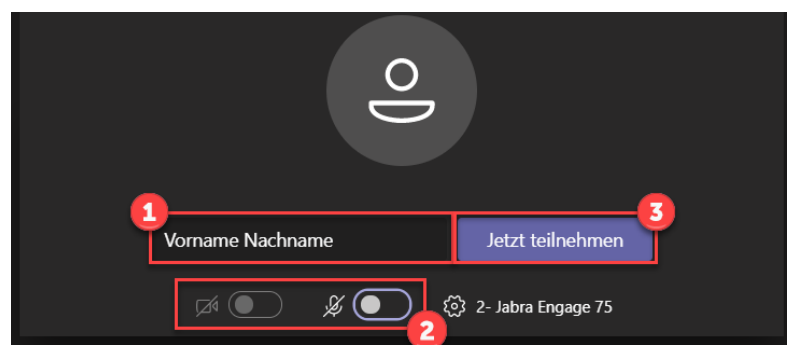 1
3
Vorname Nachname
Jetzt teilnehmen
2- Jabra Engage 75
2